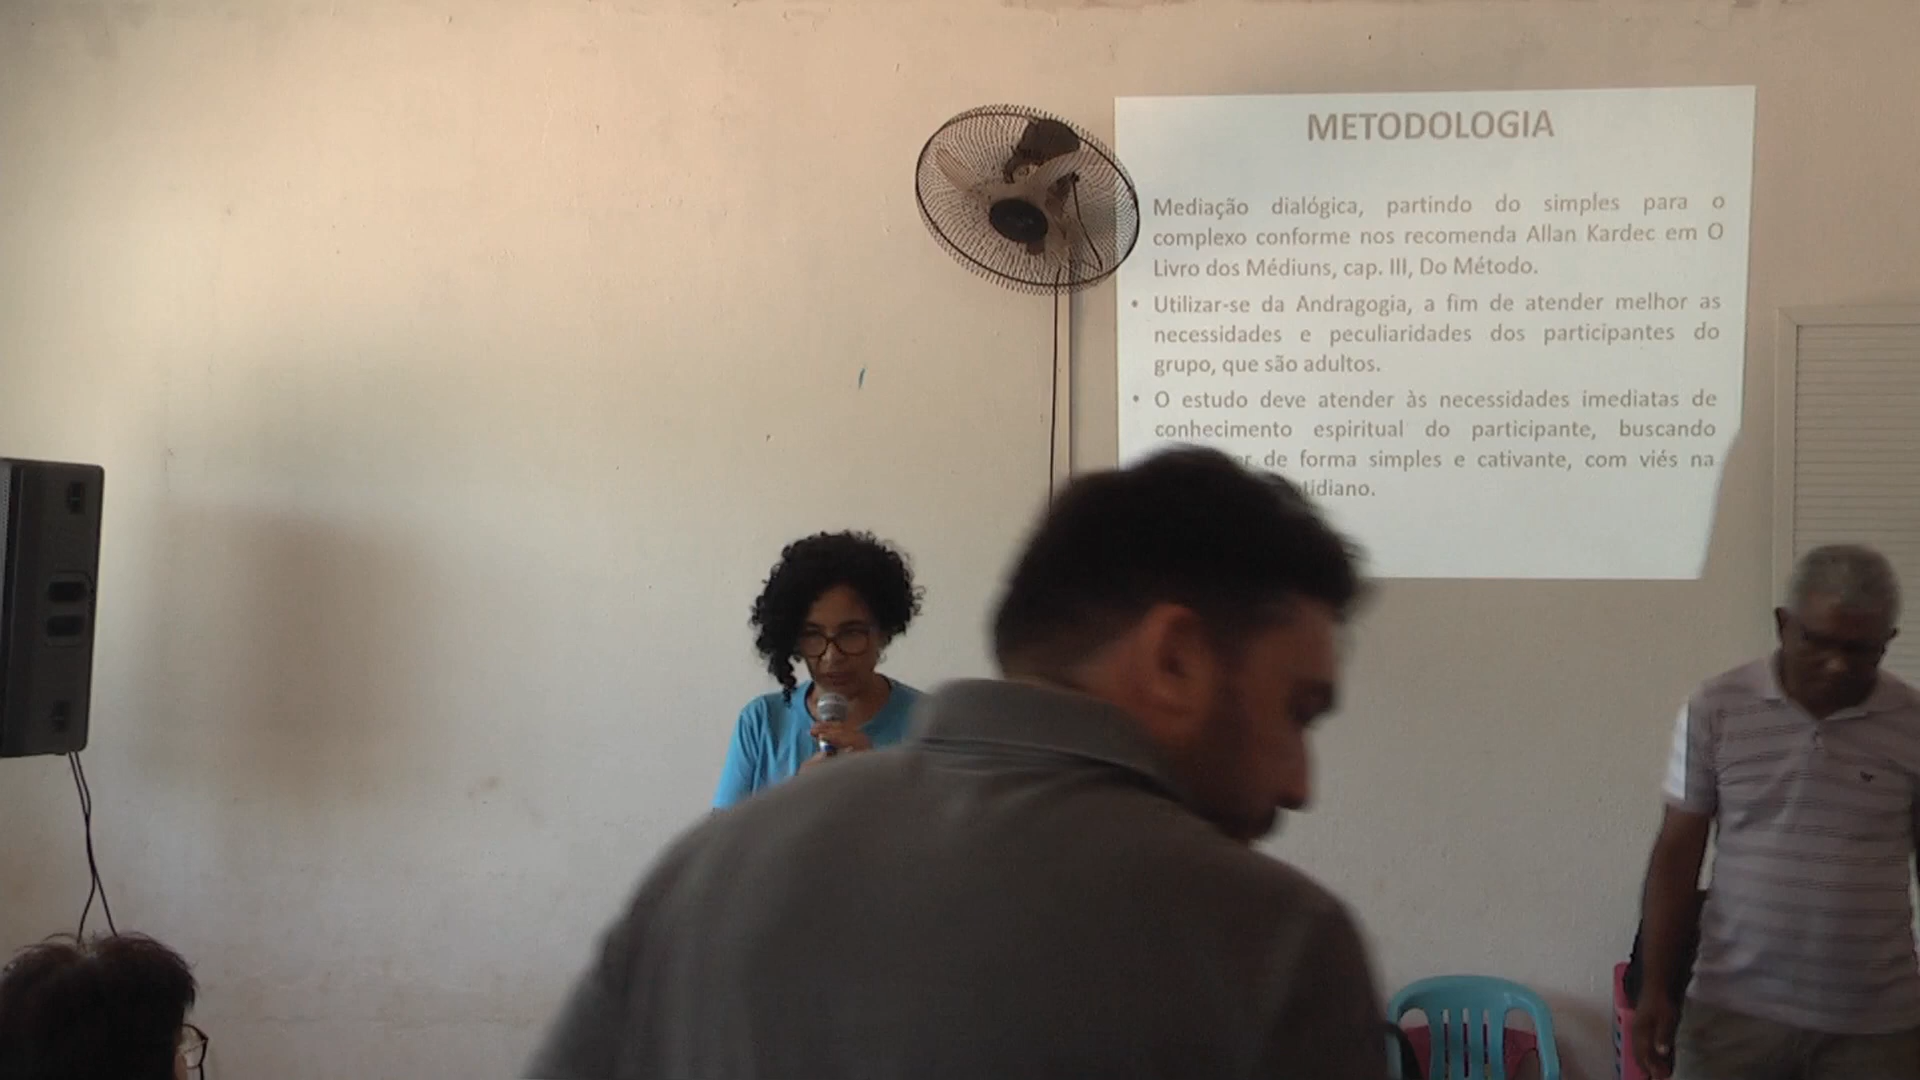 METODOLOGIA
Mediação dialógica, partindo do simples para o
complexo conforme nos recomenda Allan Kardec em O
Livro dos Médiuns, cap. III, Do Método.
• Utilizar-se da Andragogia, a fim de atender melhor as
necessidades e peculiaridades dos participantes do
grupo, que são adultos.
• O estudo deve atender às necessidades imediatas de
conhecimento espiritual do participante, buscando
de forma simples e cativante, com viés na